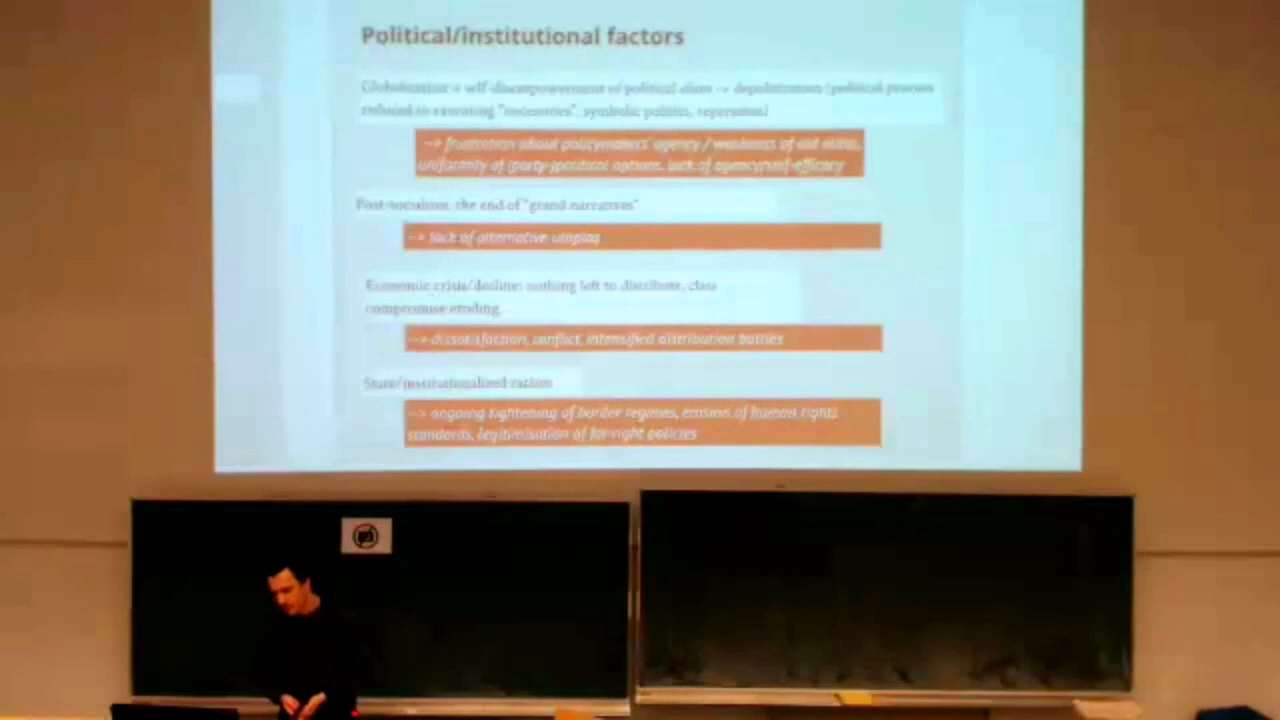 Political/institutional factors
Globalization = self-disempowerment of political elites -> depoliticization (political process
reduced to executing "necessities", symbolic politics, repression)
--> frustration about policymakers' agency / weakness of old elites,
uniformity of (party-)political options, lack of agency/self-efficacy
Post-socialism, the end of "grand narratives"
--> lack of alternative utopias
Economic crisis/decline: nothing left to distribute, class
compromise eroding
--> dissatisfaction, conflict, intensified distribution battles
State/institutionalised racism
--> ongoing tightening of border regimes, erosion of human rights
standards, legitimisation of far-right policies